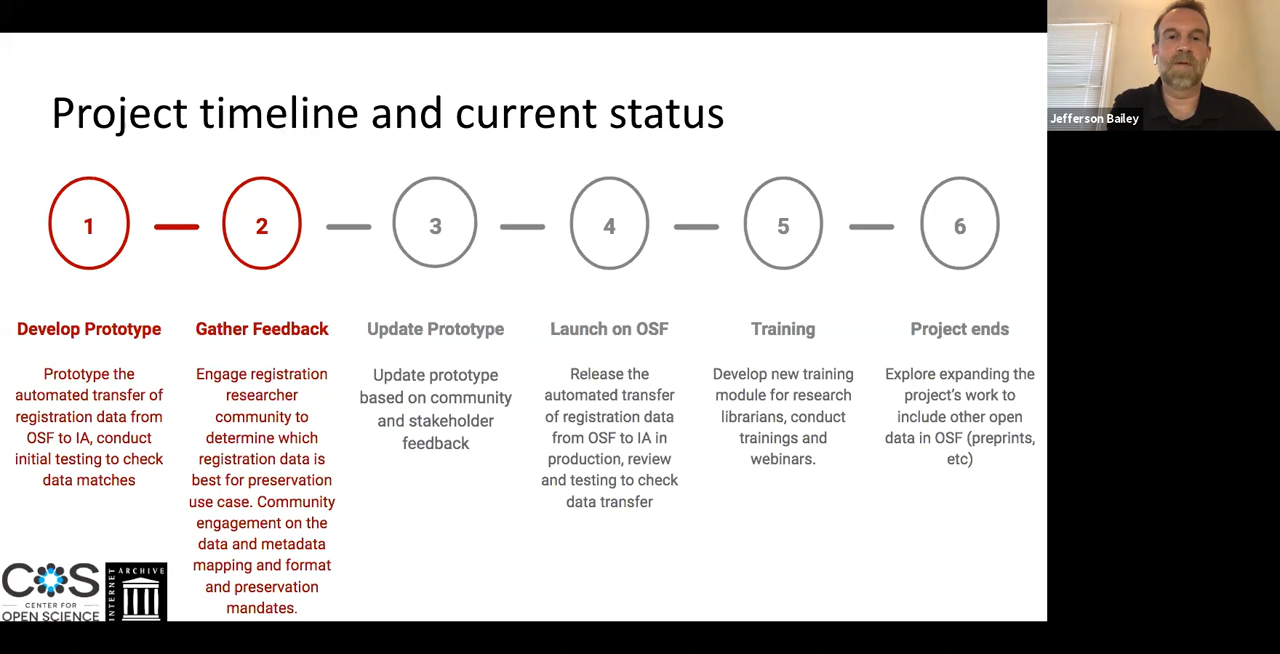 Project timeline and current status
Jefferson Bailey
1
2
3
4
5
6
Develop Prototype
Prototype the
automated transfer of
registration data from
OSF to IA, conduct
initial testing to check
data matches
Gather Feedback
Engage registration
researcher
community to
determine which
registration data is
best for preservation
use case. Community
engagement on the
data and metadata
mapping and format
and preservation
mandates.
Update Prototype
Update prototype
based on community
and stakeholder
feedback
Launch on OSF
Release the
automated transfer
of registration data
from OSF to IA in
production, review
and testing to check
data transfer
Training
Develop new training
module for research
librarians, conduct
trainings and
webinars.
Project ends
Explore expanding the
project's work to
include other open
data in OSF (preprints,
etc)
COS
CENTER FOR
OPEN SCIENCE
INTERNET
ARCHIVE